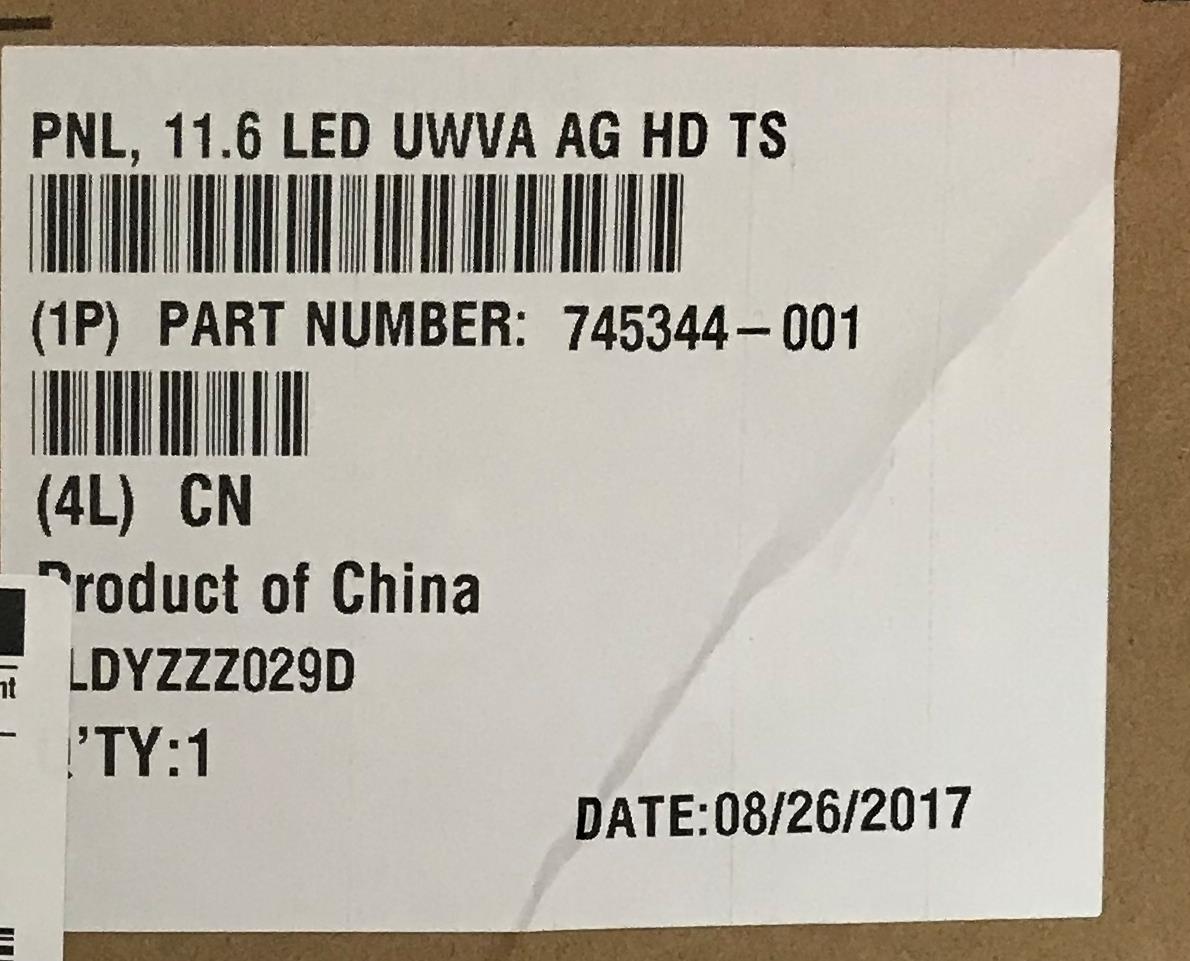 PNL, 11.6 LED UWVA AG HD TS
(1P) PART NUMBER: 745344-001
(4L) CN
Product of China
LDYZZZ029D
Q'TY:1
DATE:08/26/2017